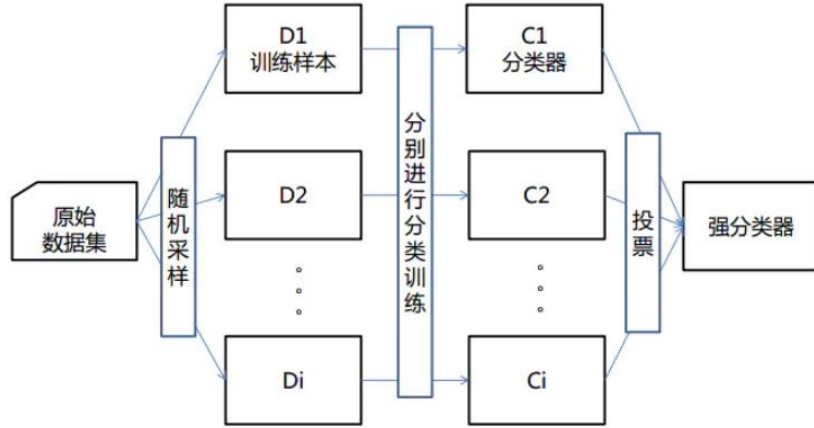 原始
数据集
随机采样
D1
训练样本
D2
。
。
。
Di
分别进行分类训练
C1
分类器
C2
。
。
。
Ci
投票
强分类器